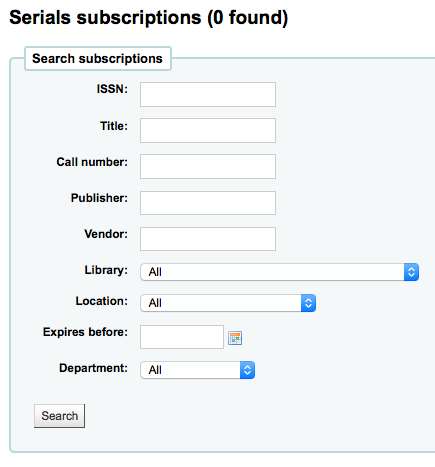 Serials subscriptions (0 found)
Search subscriptions
ISSN:
Title:
Call number:
Publisher:
Vendor:
Library: All
Location: All
Expires before:
Department: All
Search